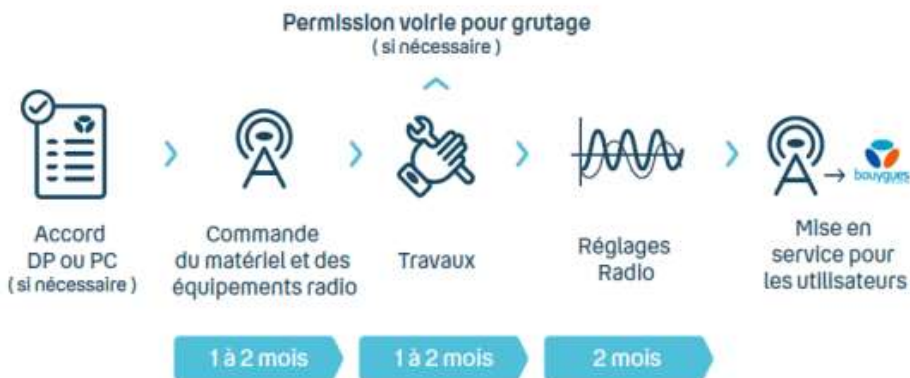 Permission voirie pour grutage
( si nécessaire )
Accord
DP ou PC
( si nécessaire )
Commande
du matériel et des
équipements radio
Travaux
Réglages
Radio
bouygues
Mise en
service pour
les utilisateurs
1 à 2 mois
1 à 2 mois
2 mois